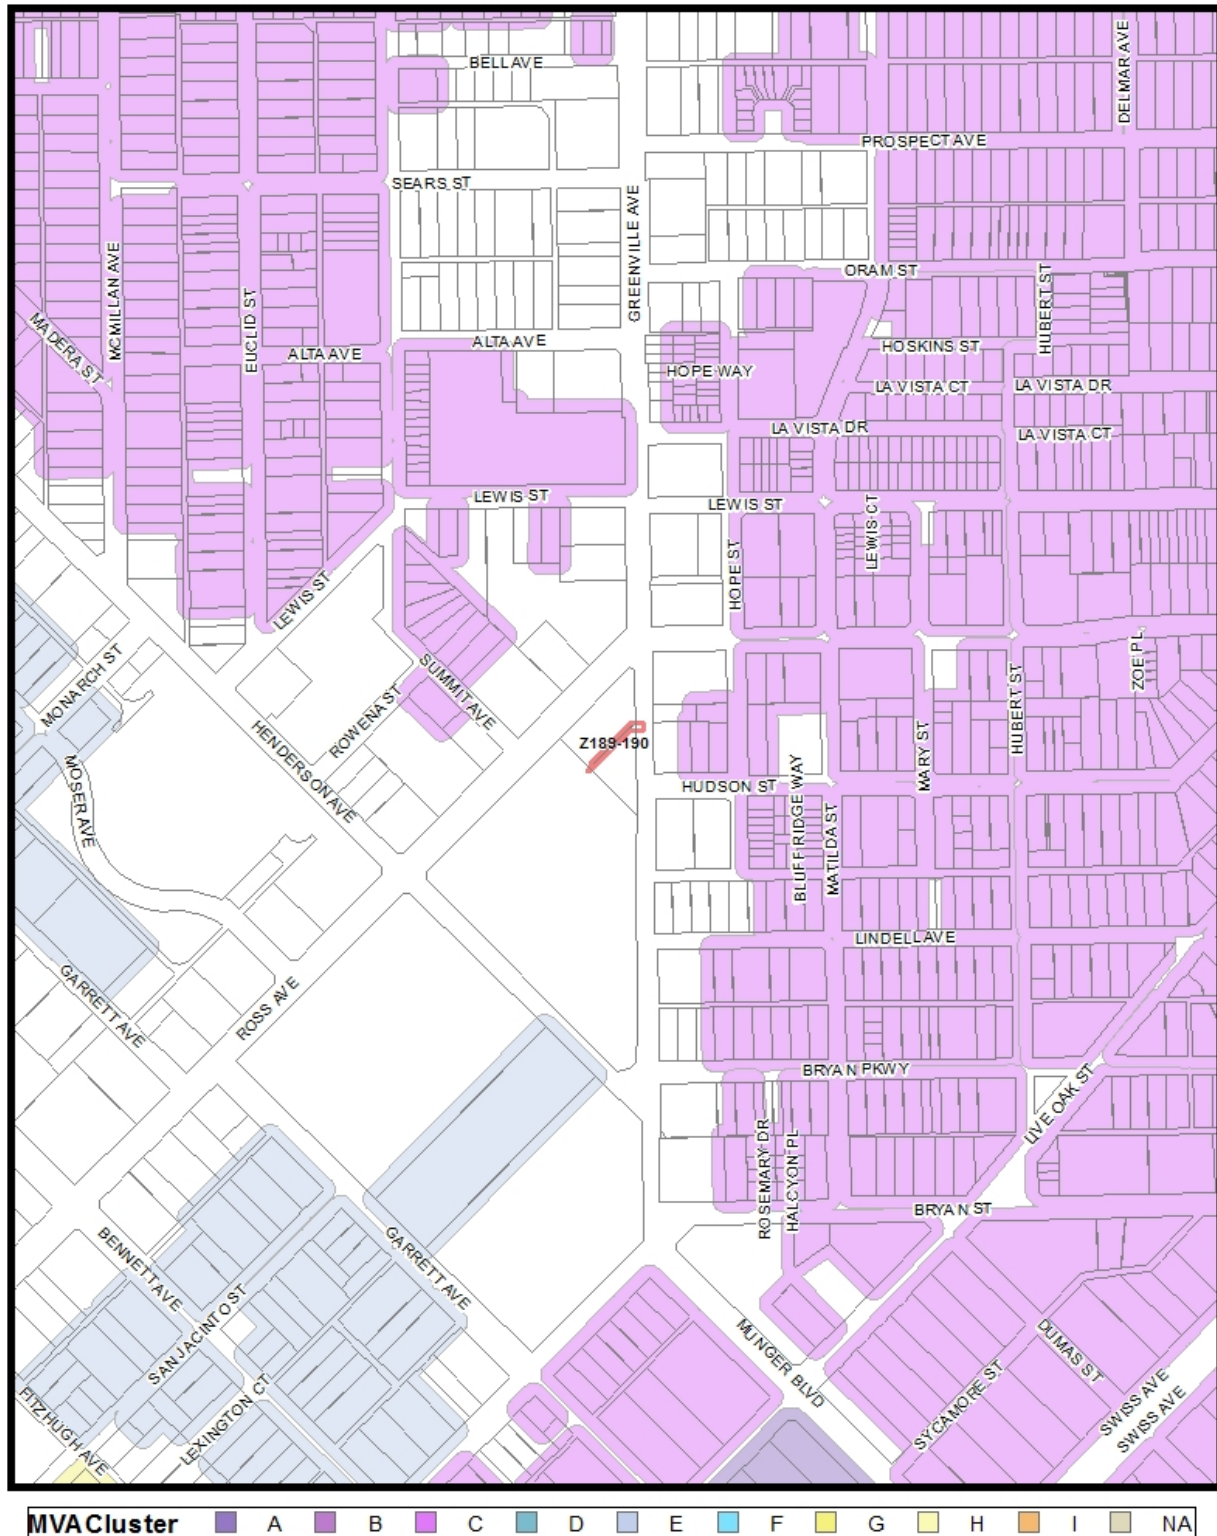 BELL AVE
DELMAR AVE
PROSPECT AVE
SEARS ST
GREENVILLE AVE
MCMILLAN AVE
EUCLID ST
ORAM ST
HUBERT ST
MADERA ST
ALTA AVE
ALTA AVE
HOSKINS ST
HOPE WAY
LA VISTA CT
LA VISTA DR
LA VISTA DR
LA VISTA CT
LEWIS ST
LEWIS ST
LEWIS CT
HOPE ST
LEWIS ST
MONARCH ST
SUMMIT AVE
ZOE PL
ROWENA ST
HUBERT ST
HENDERSON AVE
Z189-190
MARY ST
MOSER AVE
HUDSON ST
BLUFF RIDGE WAY
MATILDA ST
LINDELL AVE
GARRETT AVE
ROSS AVE
BRYAN PKWY
LIVE OAK ST
ROSEMARY DR
HALCYON PL
BRYAN ST
BENNETT AVE
GARRETT AVE
SAN JACINTO ST
MUNGER BLVD
DUMAS ST
FITZHUGH AVE
LEXINGTON CT
SYCAMORE ST
SWISS AVE
SWISS AVE
MVA Cluster A B C D E F G H I NA